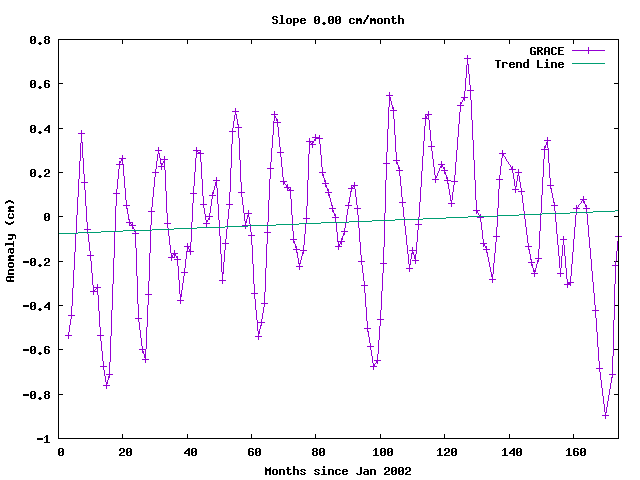 Slope 0.00 cm/month
GRACE
Trend Line
0.8
0.6
0.4
0.2
0
-0.2
-0.4
-0.6
-0.8
-1
Anomaly (cm)
0 20 40 60 80 100 120 140 160
Months since Jan 2002